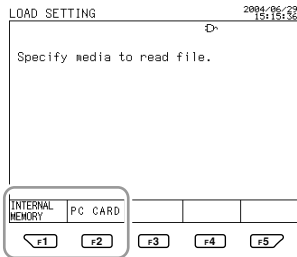 LOAD SETTING
2004/06/29
15:15:36
Specify media to read file.
INTERNAL
MEMORY
PC CARD
F1 F2 F3 F4 F5